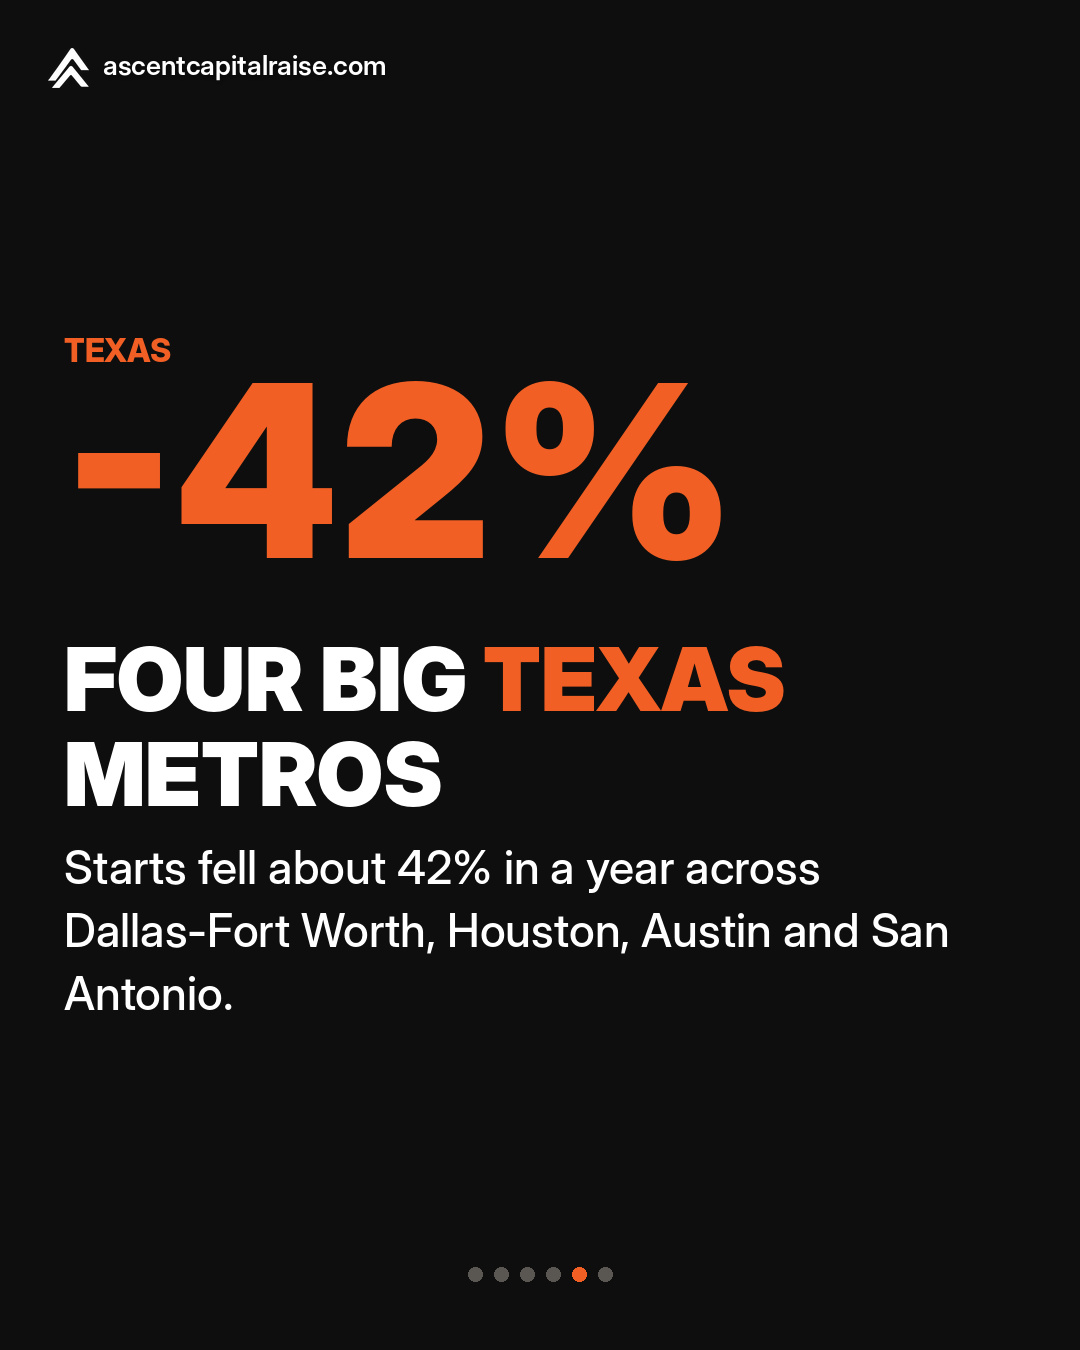 ascentcapitalraise.com
TEXAS
-42%
FOUR BIG TEXAS
METROS
Starts fell about 42% in a year across
Dallas-Fort Worth, Houston, Austin and San
Antonio.